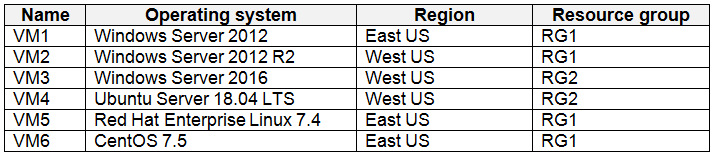 Name Operating system Region Resource group
VM1 Windows Server 2012 East US RG1
VM2 Windows Server 2012 R2 West US RG1
VM3 Windows Server 2016 West US RG2
VM4 Ubuntu Server 18.04 LTS West US RG2
VM5 Red Hat Enterprise Linux 7.4 East US RG1
VM6 CentOS 7.5 East US RG1